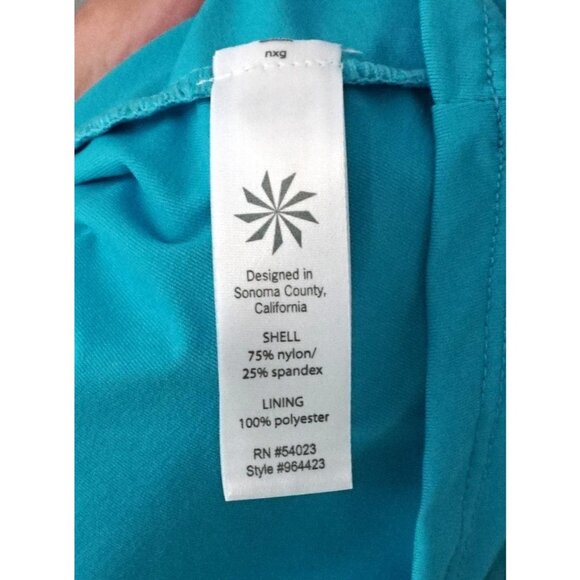 nxg
Designed in
Sonoma County,
California
SHELL
75% nylon/
25% spandex
LINING
100% polyester
RN #54023
Style #964423